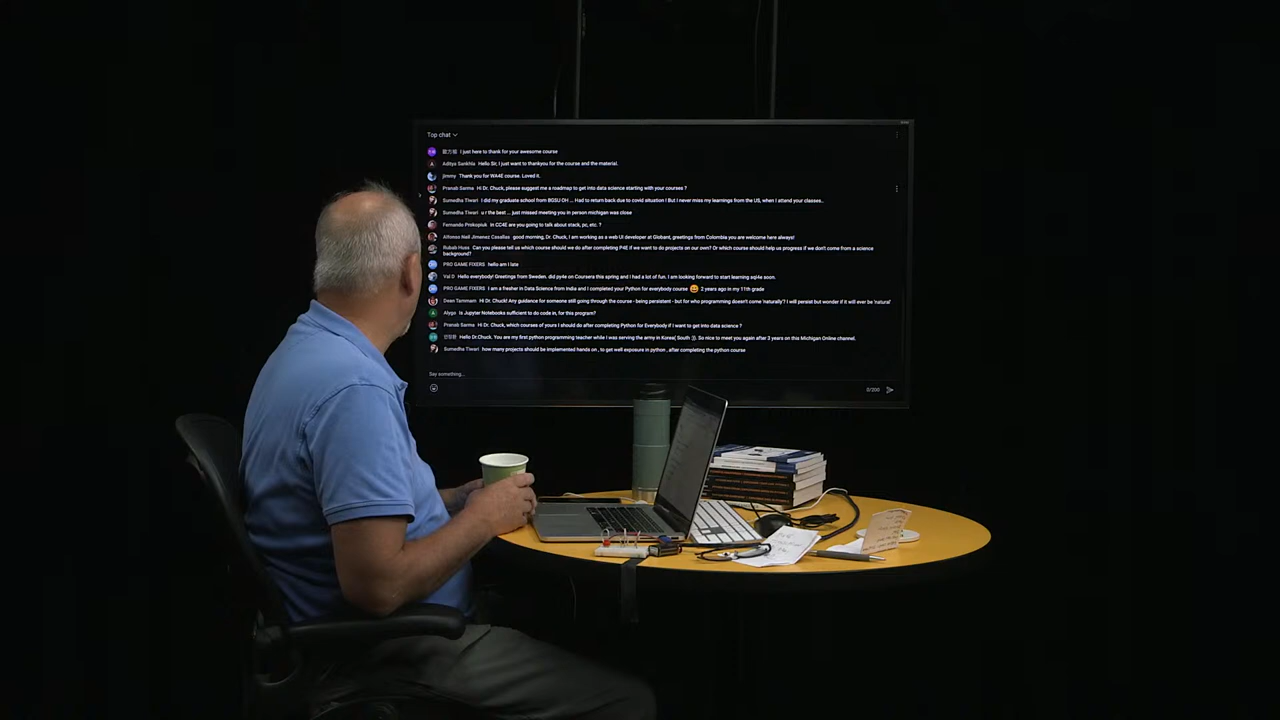 Top chat
I just here to thank for your awesome course
Aditya Sankhla Hello Sir, I just want to thankyou for the course and the material.
jimmy Thank you for WA4E course. Loved it.
Pranab Sarma Hi Dr. Chuck, please suggest me a roadmap to get into data science starting with your courses ?
Sumedha Tiwari I did my graduate school from BGSU OH ... Had to return back due to covid situation ! But I never miss my learnings from the US, when I attend your classes..
Sumedha Tiwari u r the best ... just missed meeting you in person michigan was close
Fernando Prokopiuk in CC4E are you going to talk about stack, pc, etc. ?
Alfonso Neil Jimenez Casallas good morning, Dr. Chuck, I am working as a web UI developer at Globant, greetings from Colombia you are welcome here always!
Rubab Huss Can you please tell us which course should we do after completing P4E if we want to do projects on our own? Or which course should help us progress if we don't come from a science
background?
PRO GAME FIXERS hello am I late
Val D Hello everybody! Greetings from Sweden. did py4e on Coursera this spring and I had a lot of fun. I am looking forward to start learning sql4e soon.
PRO GAME FIXERS I am a fresher in Data Science from India and I completed your Python for everybody course 😀 2 years ago in my 11th grade
Dean Tammam Hi Dr. Chuck! Any guidance for someone still going through the course - being persistent - but for who programming doesn't come 'naturally'? I will persist but wonder if it will ever be 'natural'
Alygu Is Jupyter Notebooks sufficient to do code in, for this program?
Pranab Sarma Hi Dr. Chuck, which courses of yours I should do after completing Python for Everybody if I want to get into data science ?
Hello Dr.Chuck. You are my first python programming teacher while I was serving the army in Korea( South :)). So nice to meet you again after 2 years on this Michigan Online channel.
Sumedha Tiwari how many projects should be implemented hands on , to get well exposure in python , after completing the python course
Say something...
0/200